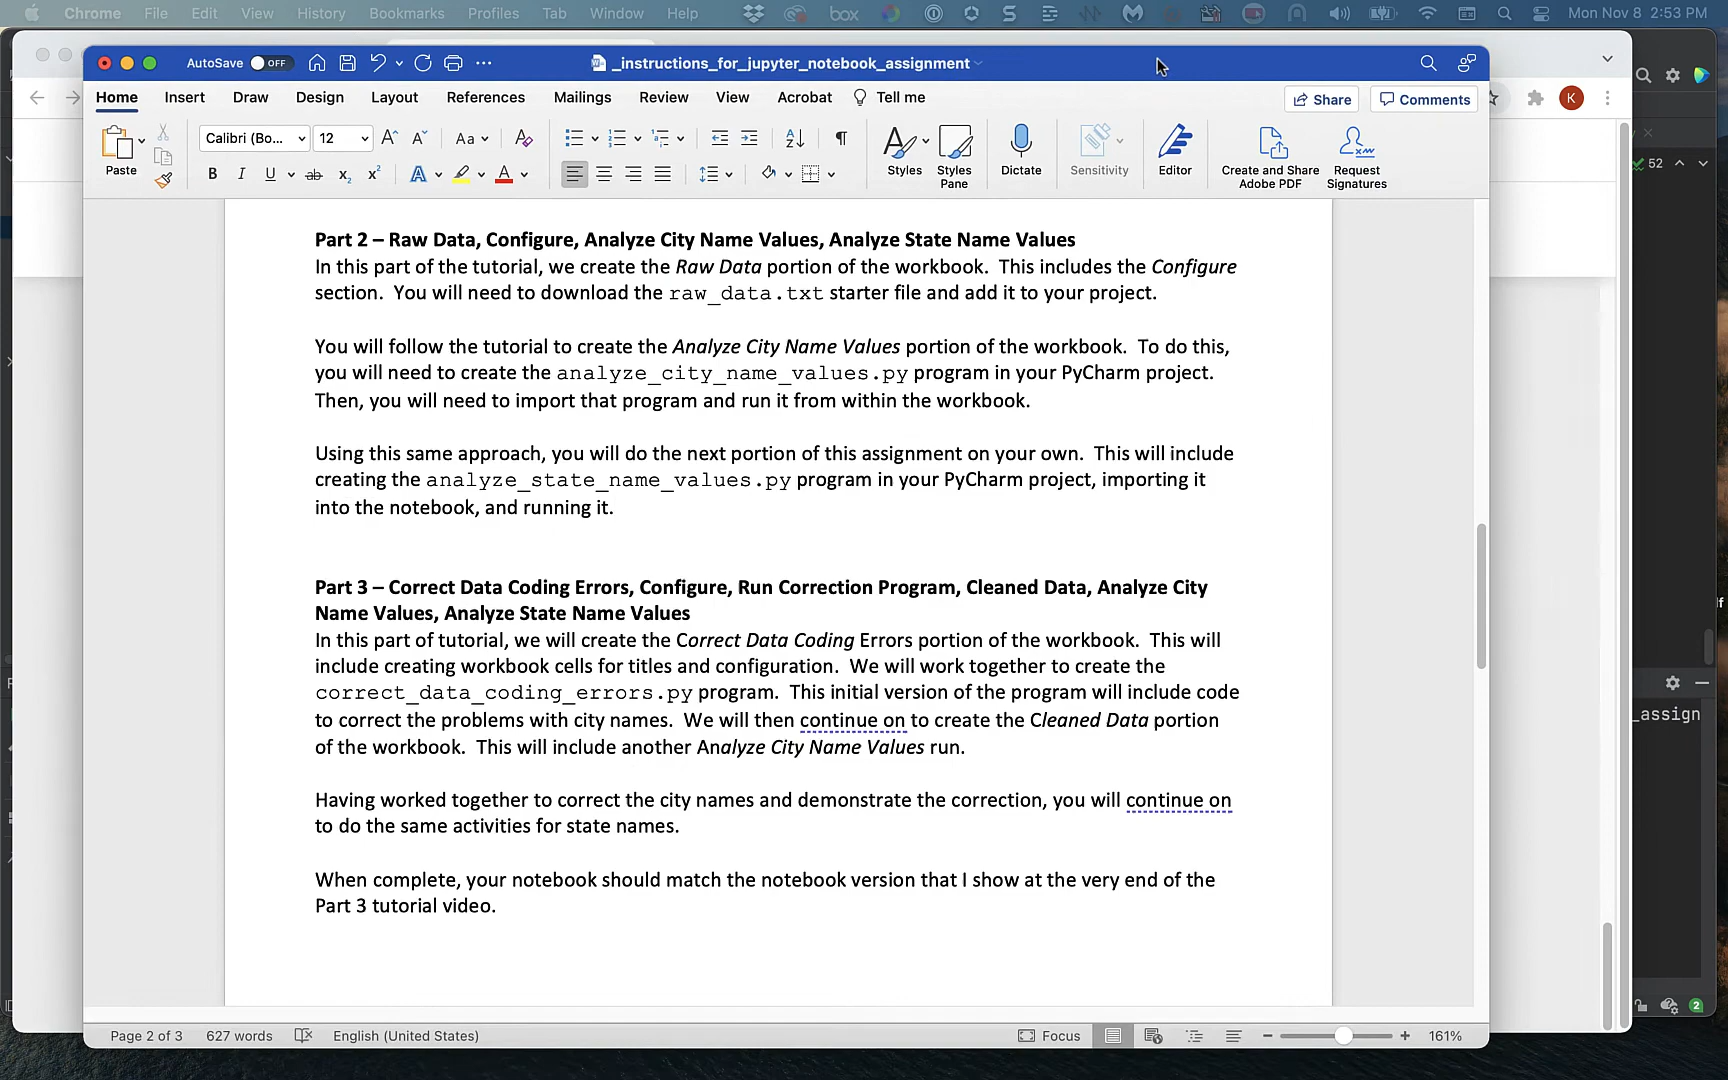 Chrome File Edit View History Bookmarks Profiles Tab Window Help box Mon Nov 8 2:53 PM
AutoSave OFF _instructions_for_jupyter_notebook_assignment
Home Insert Draw Design Layout References Mailings Review View Acrobat Tell me Share Comments K
Calibri (Bo... 12 Aa
52
Paste B I U ab x2 x2 A A Styles Styles Pane Dictate Sensitivity Editor Create and Share Adobe PDF Request Signatures
Part 2 – Raw Data, Configure, Analyze City Name Values, Analyze State Name Values
In this part of the tutorial, we create the Raw Data portion of the workbook. This includes the Configure
section. You will need to download the raw_data.txt starter file and add it to your project.
You will follow the tutorial to create the Analyze City Name Values portion of the workbook. To do this,
you will need to create the analyze_city_name_values.py program in your PyCharm project.
Then, you will need to import that program and run it from within the workbook.
Using this same approach, you will do the next portion of this assignment on your own. This will include
creating the analyze_state_name_values.py program in your PyCharm project, importing it
into the notebook, and running it.
Part 3 – Correct Data Coding Errors, Configure, Run Correction Program, Cleaned Data, Analyze City
Name Values, Analyze State Name Values
In this part of tutorial, we will create the Correct Data Coding Errors portion of the workbook. This will
include creating workbook cells for titles and configuration. We will work together to create the
correct_data_coding_errors.py program. This initial version of the program will include code
to correct the problems with city names. We will then continue on to create the Cleaned Data portion
of the workbook. This will include another Analyze City Name Values run.
Having worked together to correct the city names and demonstrate the correction, you will continue on
to do the same activities for state names.
When complete, your notebook should match the notebook version that I show at the very end of the
Part 3 tutorial video.
_assign
2
Page 2 of 3 627 words English (United States) Focus 161%